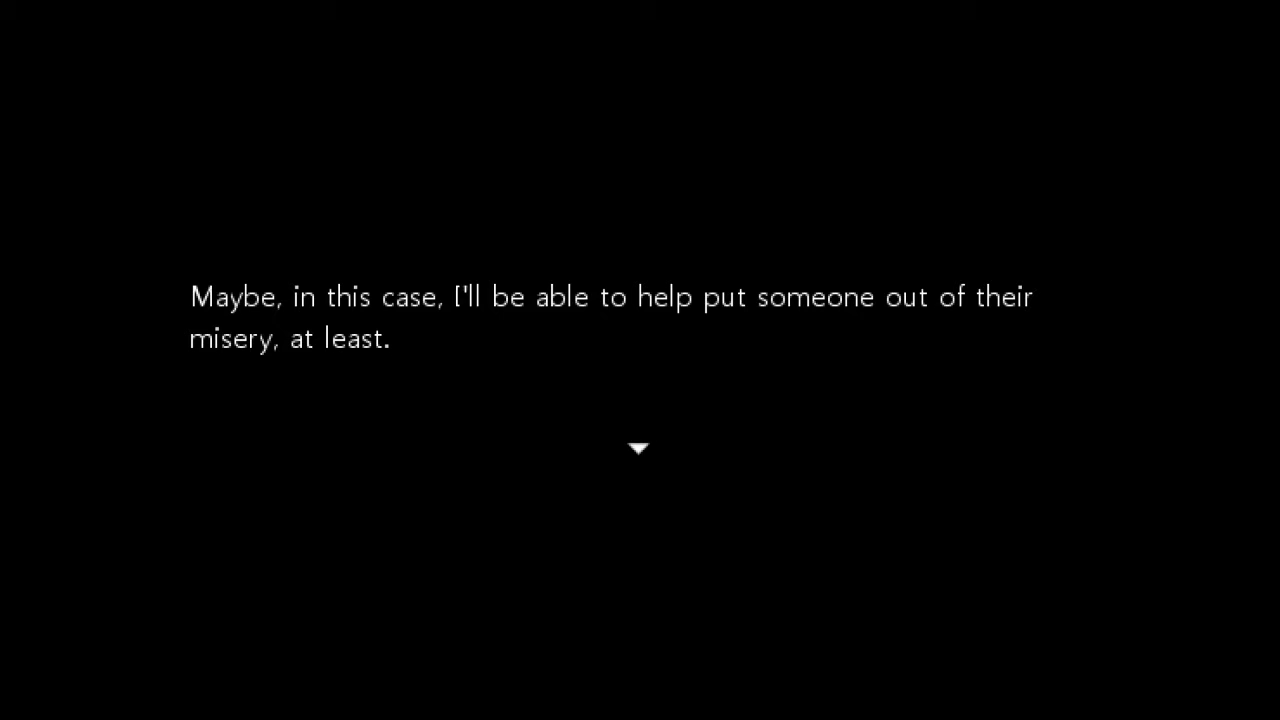 Maybe, in this case, I'll be able to help put someone out of their
misery, at least.